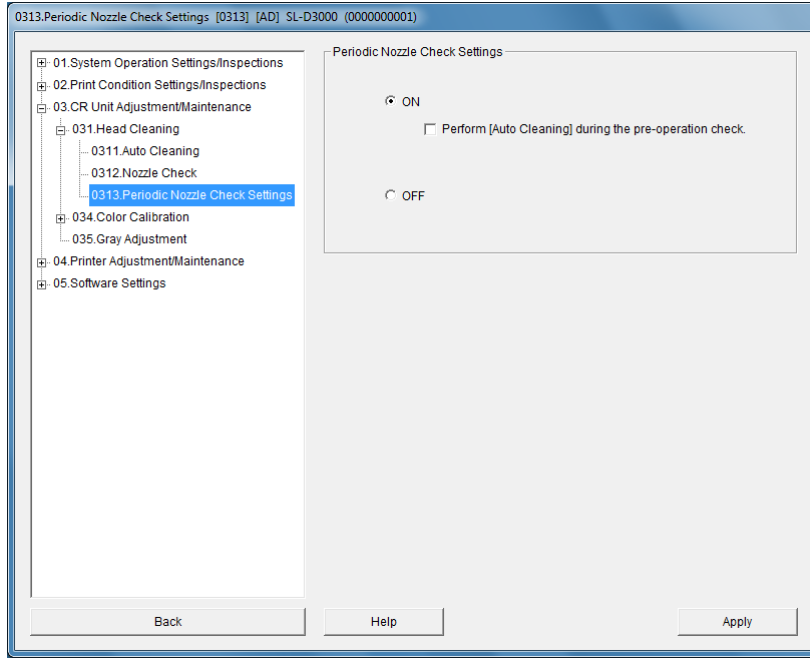 0313.Periodic Nozzle Check Settings [0313] [AD] SL-D3000 (0000000001)
01.System Operation Settings/Inspections
02.Print Condition Settings/Inspections
03.CR Unit Adjustment/Maintenance
031.Head Cleaning
0311.Auto Cleaning
0312.Nozzle Check
0313.Periodic Nozzle Check Settings
034.Color Calibration
035.Gray Adjustment
04.Printer Adjustment/Maintenance
05.Software Settings
Periodic Nozzle Check Settings
ON
Perform [Auto Cleaning] during the pre-operation check.
OFF
Back
Help
Apply